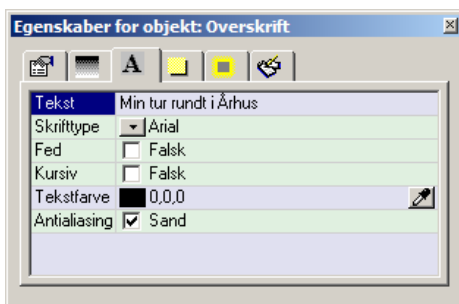 Egenskaber for objekt: Overskrift
A
Tekst Min tur rundt i Århus
Skrifttype Arial
Fed Falsk
Kursiv Falsk
Tekstfarve 0,0,0
Antialiasing Sand